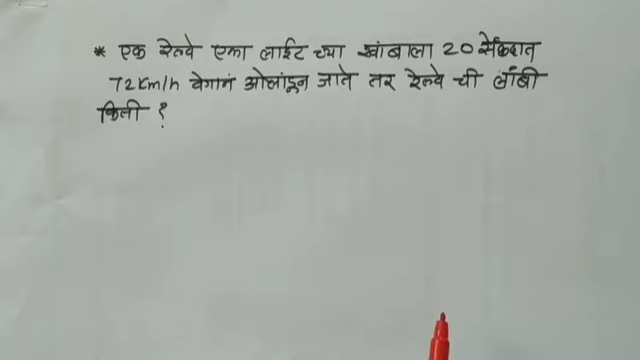 * एक रेल्वे एका लाईट च्या खांबाला 20 सेकंदात
72km/h वेगानं ओलांडून जाते तर रेल्वे ची लांबी
किती ?